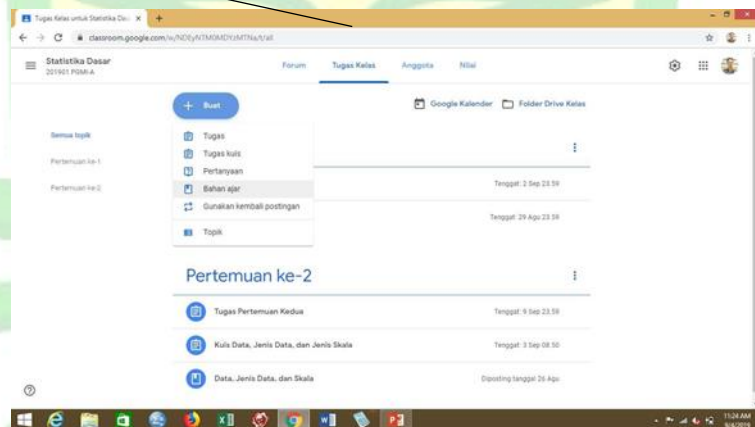 Tugas Kelas untuk Statistika Das
classroom.google.com/w/NDEyNTM0MDYzMTNa/t/all
Statistika Dasar
201901 PGMI-A
Forum Tugas Kelas Anggota Nilai
+ Buat
Google Kalender Folder Drive Kelas
Semua topik
Pertemuan ke-1
Pertemuan ke-2
Tugas
Tugas kuis
Pertanyaan
Bahan ajar
Gunakan kembali postingan
Topik
Tenggat: 2 Sep 23.59
Tenggat: 29 Agu 23.59
Pertemuan ke-2
Tugas Pertemuan Kedua Tenggat: 9 Sep 23.59
Kuis Data, Jenis Data, dan Jenis Skala Tenggat: 3 Sep 08.50
Data, Jenis Data, dan Skala Diposting tanggal 26 Agu
11:24 AM
9/4/2019